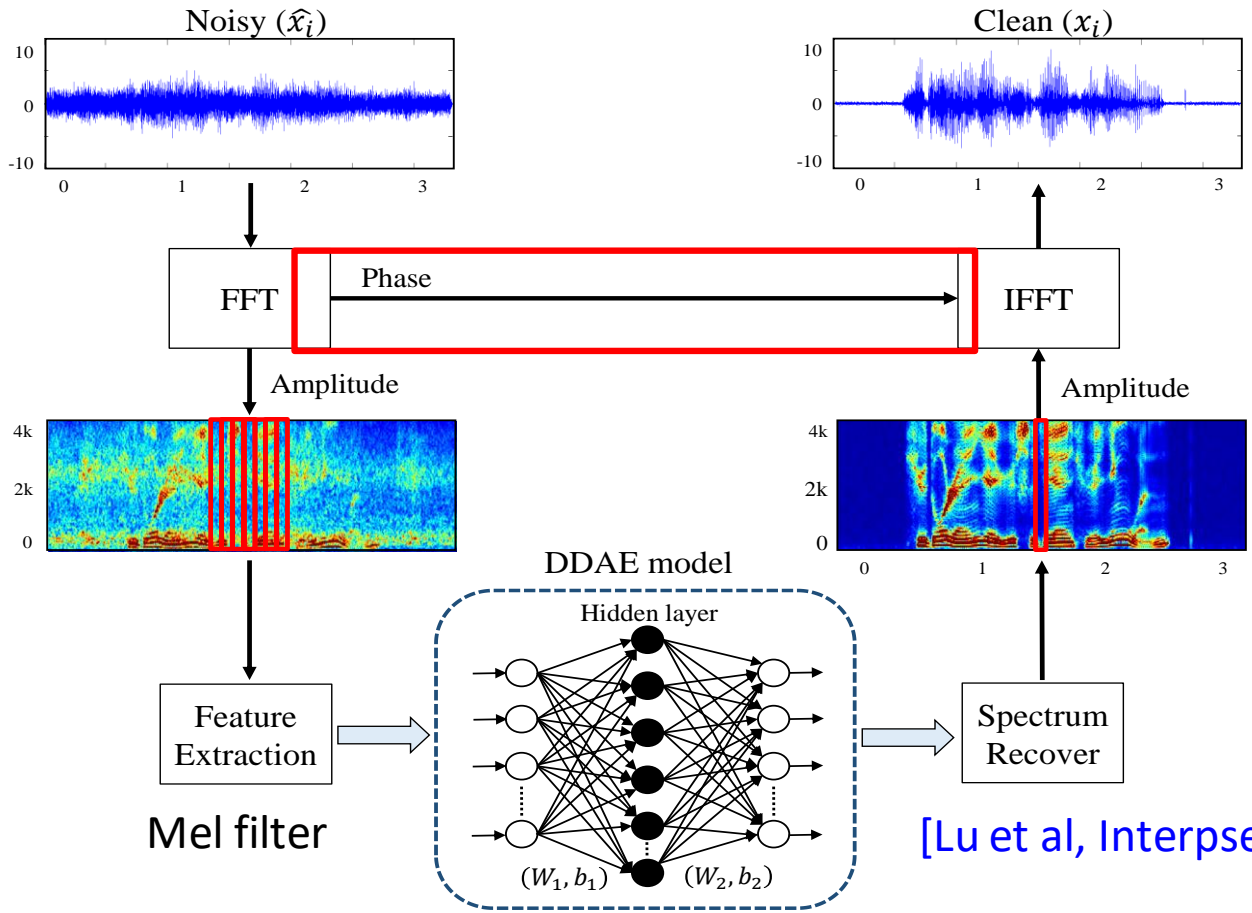 Noisy (x̂ᵢ)
Clean (xᵢ)
10
0
-10
0 1 2 3
10
0
-10
0 1 2 3
FFT
Phase
IFFT
Amplitude
Amplitude
4k
2k
0
4k
2k
0
0 1 2 3
DDAE model
Hidden layer
Feature
Extraction
Spectrum
Recover
Mel filter
(W₁, b₁)
(W₂, b₂)
[Lu et al, Interpse